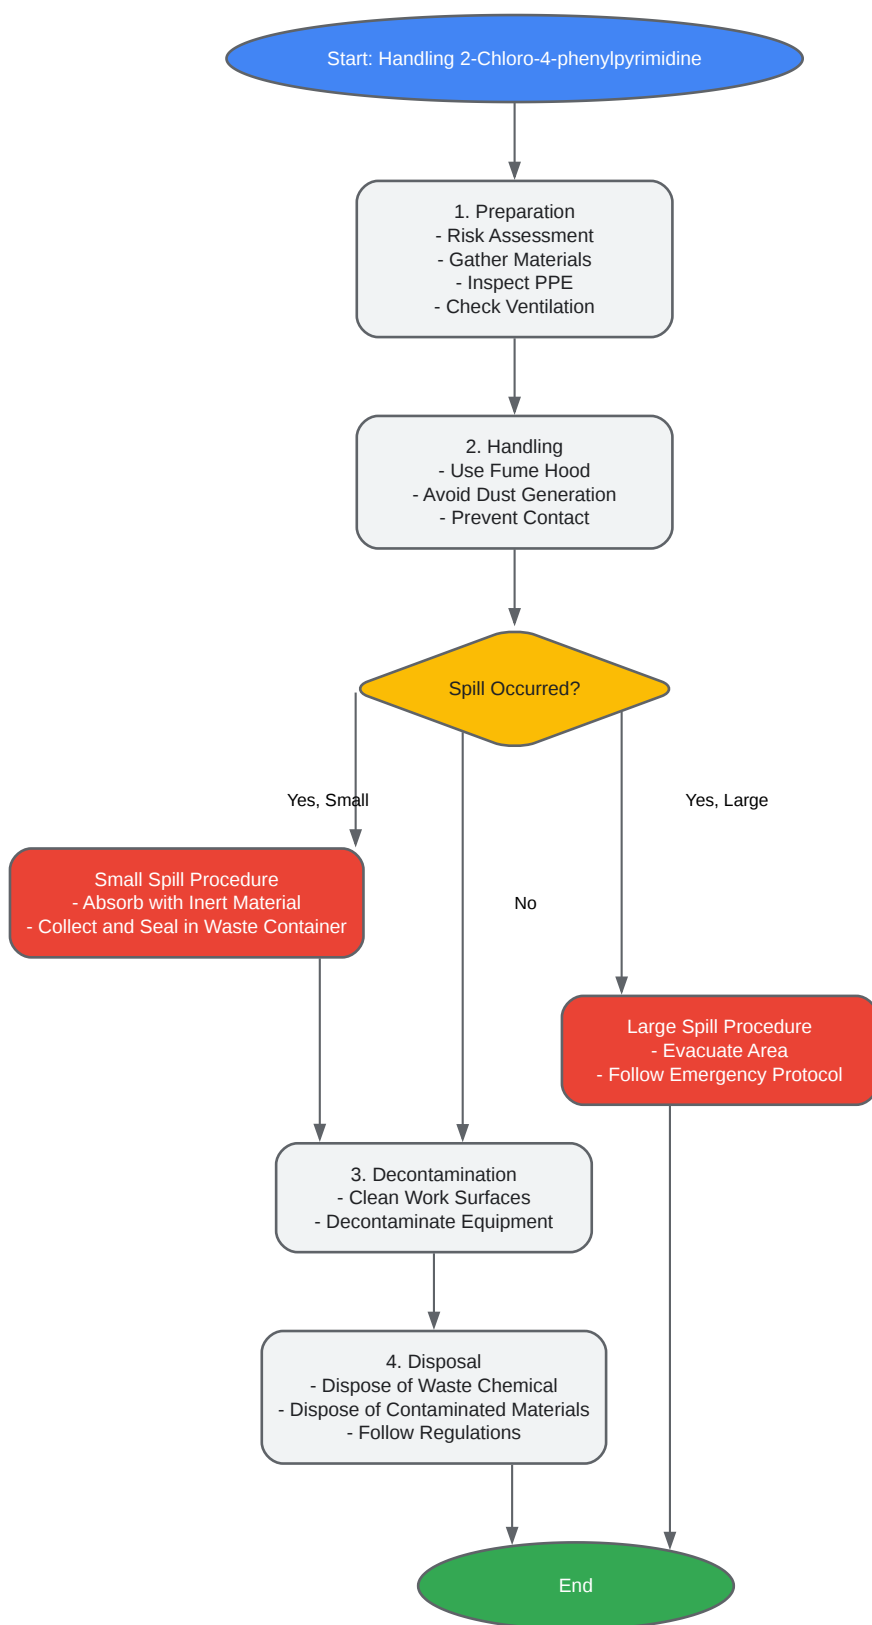 Start: Handling 2-Chloro-4-phenylpyrimidine
1. Preparation
- Risk Assessment
- Gather Materials
- Inspect PPE
- Check Ventilation
2. Handling
- Use Fume Hood
- Avoid Dust Generation
- Prevent Contact
Spill Occurred?
Yes, Small
Yes, Large
Small Spill Procedure
- Absorb with Inert Material
- Collect and Seal in Waste Container
No
Large Spill Procedure
- Evacuate Area
- Follow Emergency Protocol
3. Decontamination
- Clean Work Surfaces
- Decontaminate Equipment
4. Disposal
- Dispose of Waste Chemical
- Dispose of Contaminated Materials
- Follow Regulations
End